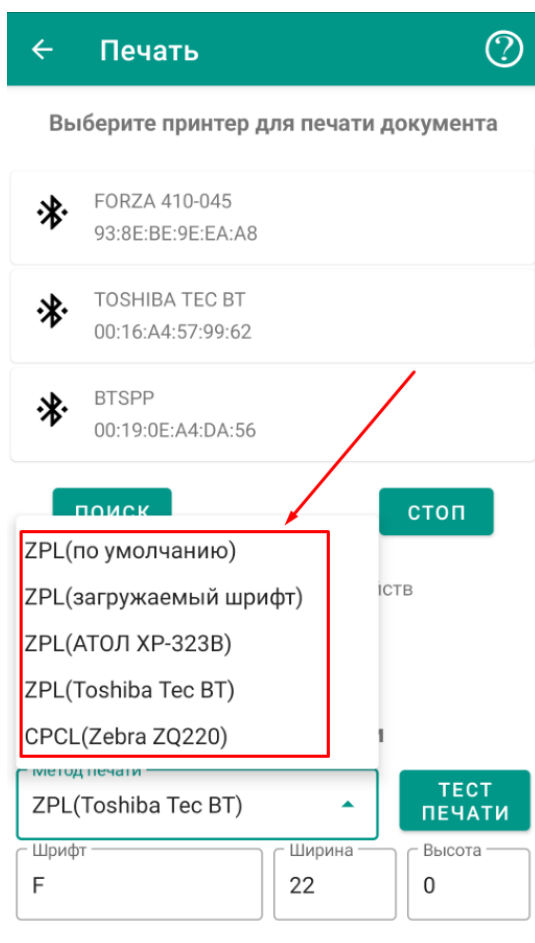 Печать
?
Выберите принтер для печати документа
FORZA 410-045
93:8E:BE:9E:EA:A8
TOSHIBA TEC BT
00:16:A4:57:99:62
BTSPP
00:19:0E:A4:DA:56
ПОИСК
СТОП
ZPL(по умолчанию)
ZPL(загружаемый шрифт)
ZPL(АТОЛ XP-323B)
ZPL(Toshiba Tec BT)
CPCL(Zebra ZQ220)
Метод печати
ZPL(Toshiba Tec BT)
ТЕСТ
ПЕЧАТИ
Шрифт
Ширина
Высота
F
22
0